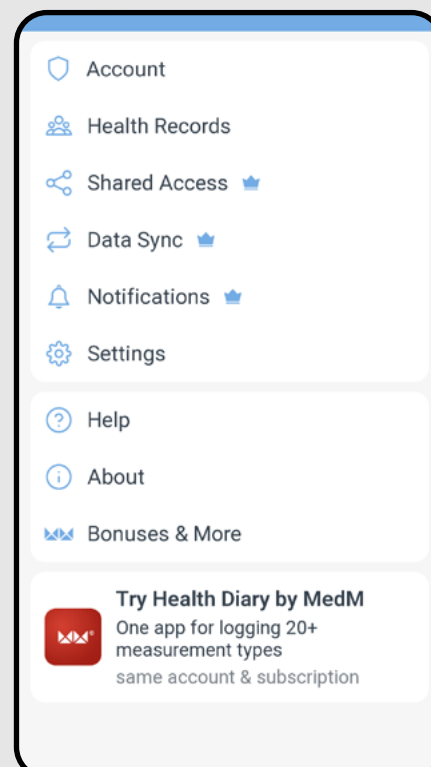 Account
Health Records
Shared Access
Data Sync
Notifications
Settings
Help
About
Bonuses & More
Try Health Diary by MedM
One app for logging 20+
measurement types
same account & subscription